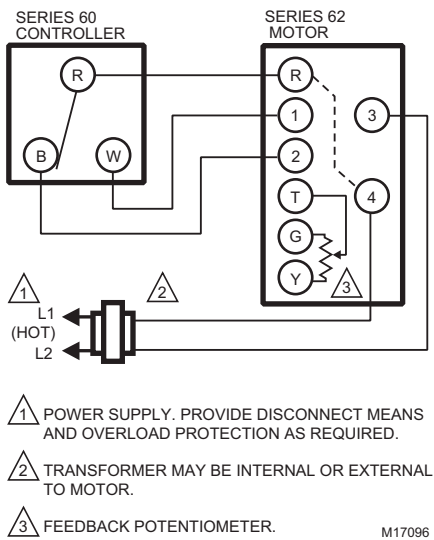 SERIES 60
CONTROLLER
SERIES 62
MOTOR
R
B
W
R
1
2
T
G
Y
3
4
1
L1
(HOT)
L2
2
3
1 POWER SUPPLY. PROVIDE DISCONNECT MEANS
AND OVERLOAD PROTECTION AS REQUIRED.
2 TRANSFORMER MAY BE INTERNAL OR EXTERNAL
TO MOTOR.
3 FEEDBACK POTENTIOMETER.
M17096